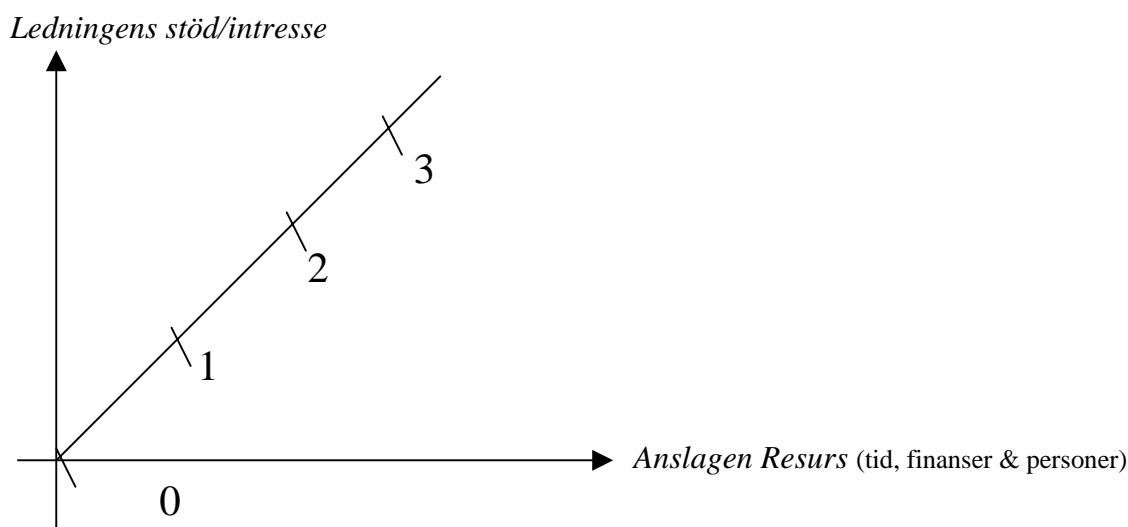 Ledningens stöd/intresse
3
2
1
Anslagen Resurs (tid, finanser & personer)
0